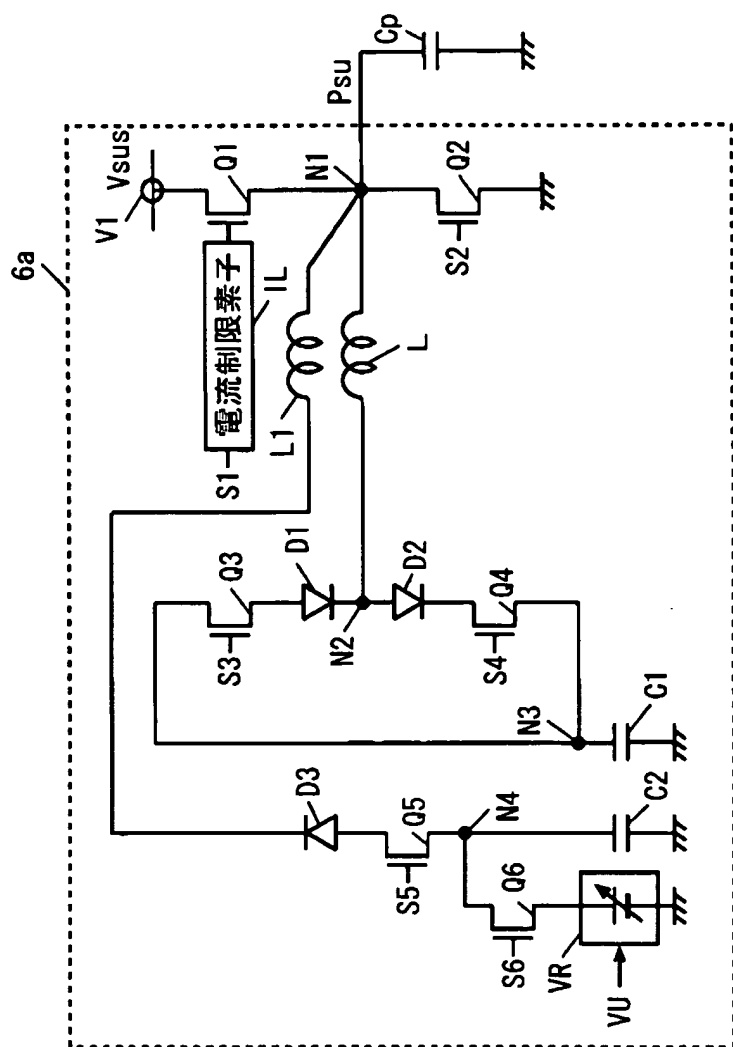 6a
V1
Vsus
Q1
電流制限素子
IL
S1
N1
Psu
Cp
Q2
S2
L1
L
D1
Q3
S3
N2
D2
Q4
S4
N3
C1
D3
Q5
S5
N4
C2
Q6
S6
VR
VU